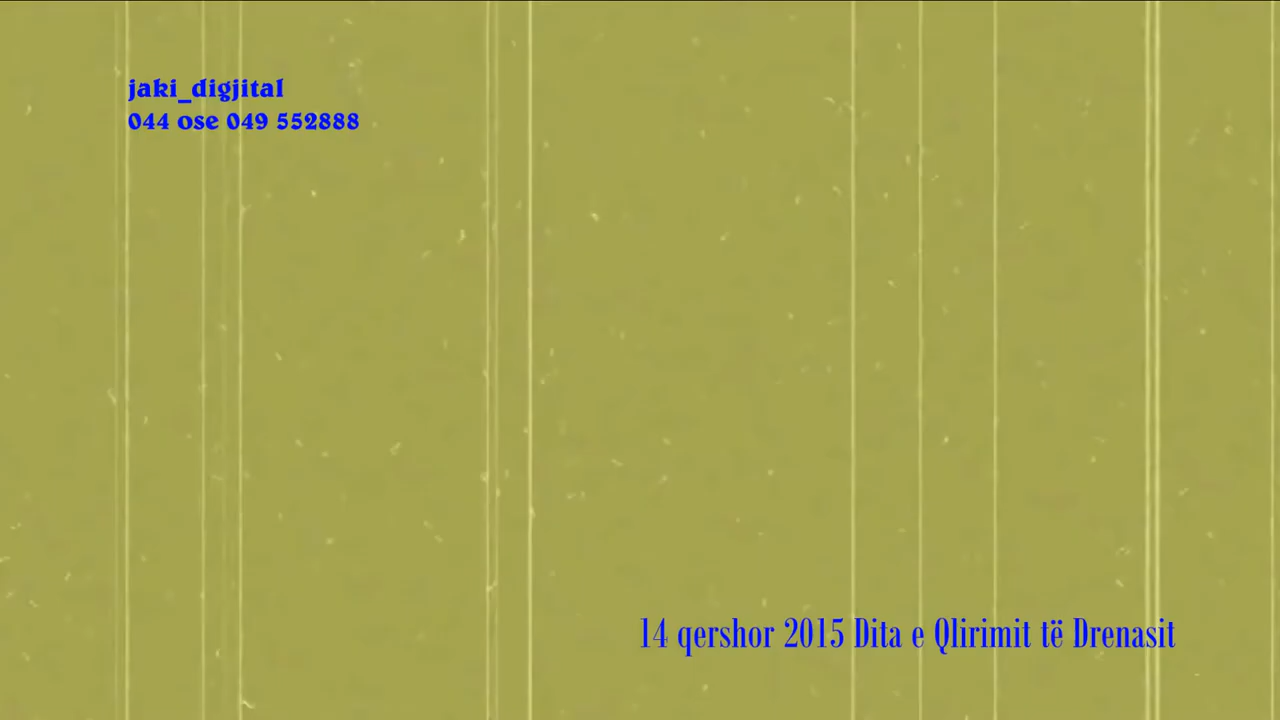 jaki_digjital
044 ose 049 552888
14 qershor 2015 Dita e Qlirimit të Drenasit